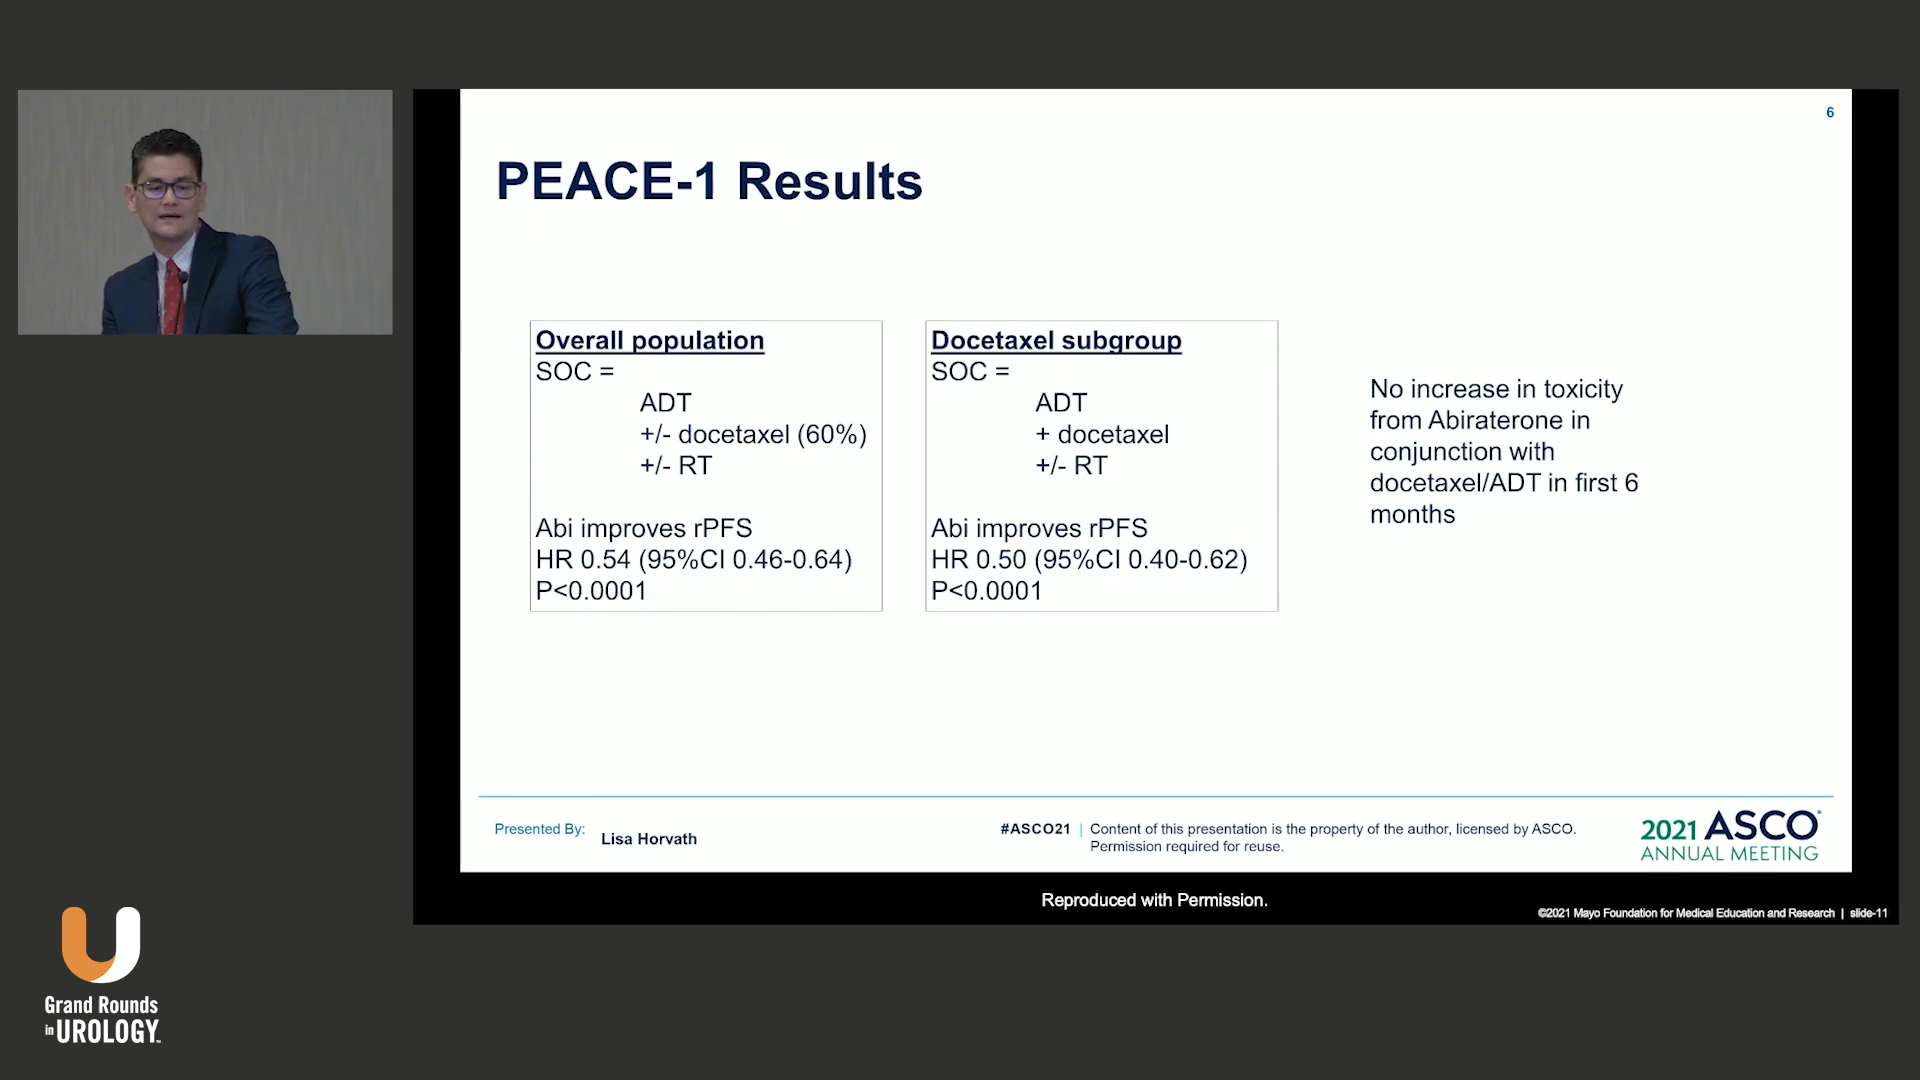 6
PEACE-1 Results
Overall population
SOC =
ADT
+/- docetaxel (60%)
+/- RT
Abi improves rPFS
HR 0.54 (95%CI 0.46-0.64)
P<0.0001
Docetaxel subgroup
SOC =
ADT
+ docetaxel
+/- RT
Abi improves rPFS
HR 0.50 (95%CI 0.40-0.62)
P<0.0001
No increase in toxicity
from Abiraterone in
conjunction with
docetaxel/ADT in first 6
months
Presented By: Lisa Horvath
#ASCO21 | Content of this presentation is the property of the author, licensed by ASCO.
Permission required for reuse.
2021 ASCO®
ANNUAL MEETING
Reproduced with Permission.
©2021 Mayo Foundation for Medical Education and Research | slide-11
Grand Rounds
in UROLOGY™